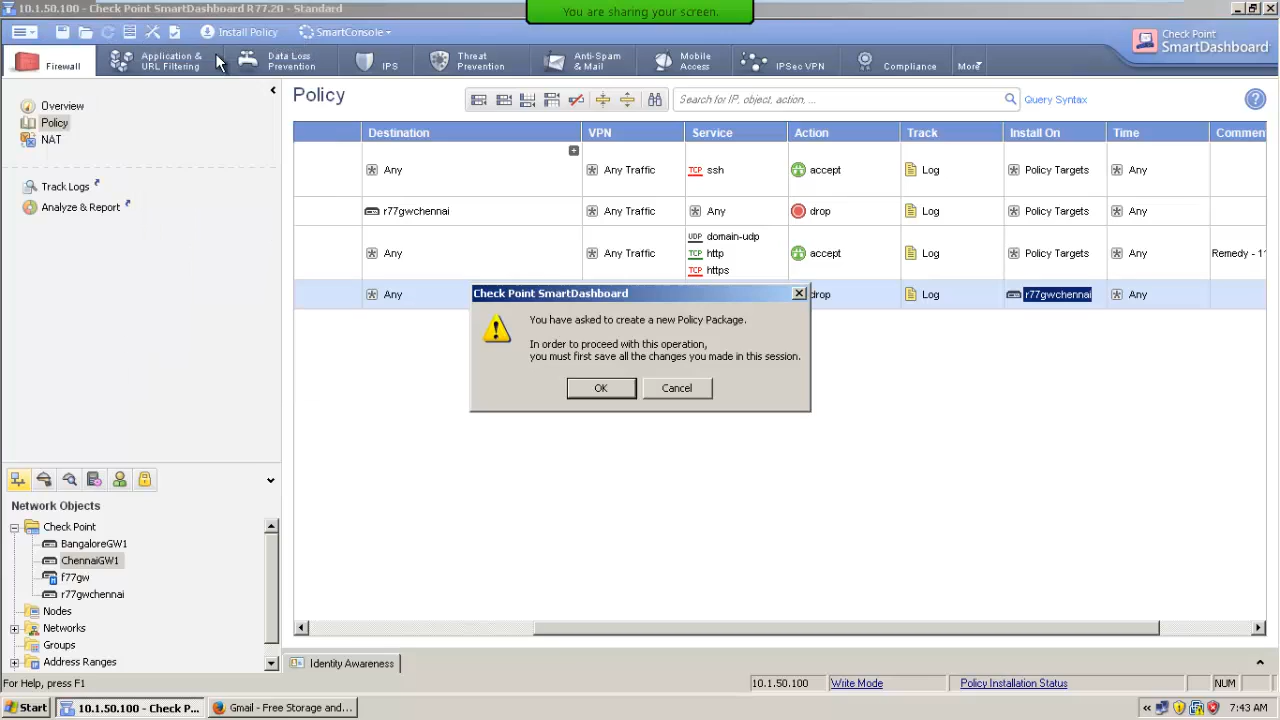 10.1.50.100 - Check Point SmartDashboard R77.20 - Standard
You are sharing your screen.
Install Policy
SmartConsole
Check Point
SmartDashboard
Firewall
Application &
URL Filtering
Data Loss
Prevention
IPS
Threat
Prevention
Anti-Spam
& Mail
Mobile
Access
IPSec VPN
Compliance
More
Overview
Policy
NAT
Track Logs
Analyze & Report
Policy
Search for IP, object, action, ...
Query Syntax
Destination VPN Service Action Track Install On Time Commen
Any Any Traffic TCP ssh accept Log Policy Targets Any
r77gwchennai Any Traffic Any drop Log Policy Targets Any
UDP domain-udp
Any Any Traffic TCP http accept Log Policy Targets Any Remedy - 1
TCP https
Any drop Log r77gwchennai Any
Check Point SmartDashboard
You have asked to create a new Policy Package.
In order to proceed with this operation,
you must first save all the changes you made in this session.
OK Cancel
Network Objects
Check Point
BangaloreGW1
ChennaiGW1
f77gw
r77gwchennai
Nodes
Networks
Groups
Address Ranges
Identity Awareness
For Help, press F1
10.1.50.100 Write Mode Policy Installation Status NUM
Start
10.1.50.100 - Check P...
Gmail - Free Storage and...
7:43 AM